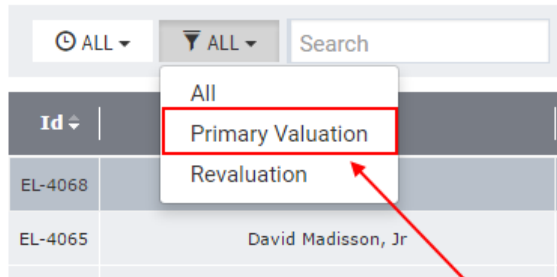 ALL ALL Search
All
Primary Valuation
Revaluation
Id
EL-4068
EL-4065 David Madisson, Jr